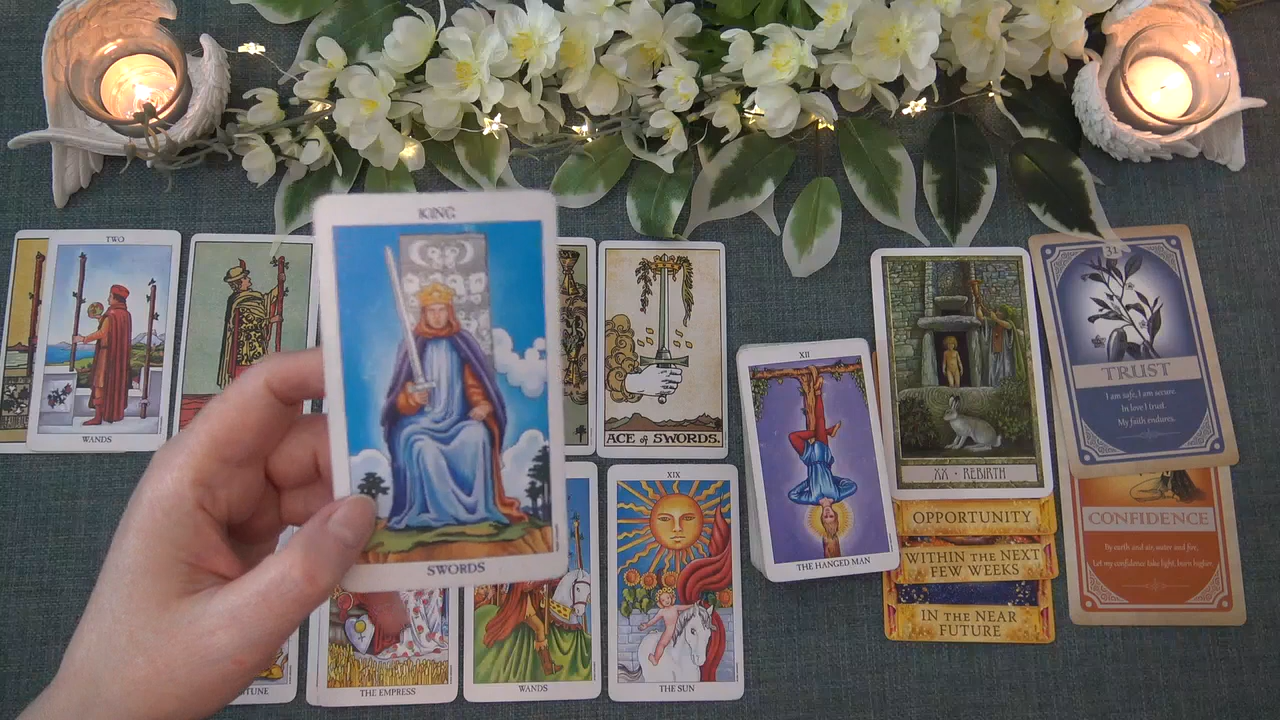 TWO
WANDS
KING
SWORDS
ACE of SWORDS.
XII
THE HANGED MAN
XX · REBIRTH
31
TRUST
I am safe, I am secure.
In love I trust.
My faith endures.
OPPORTUNITY
WITHIN THE NEXT
FEW WEEKS
IN THE NEAR
FUTURE
CONFIDENCE
By earth and air, water and fire,
Let my confidence take light, burn higher.
TUNE
THE EMPRESS
WANDS
XIX
THE SUN